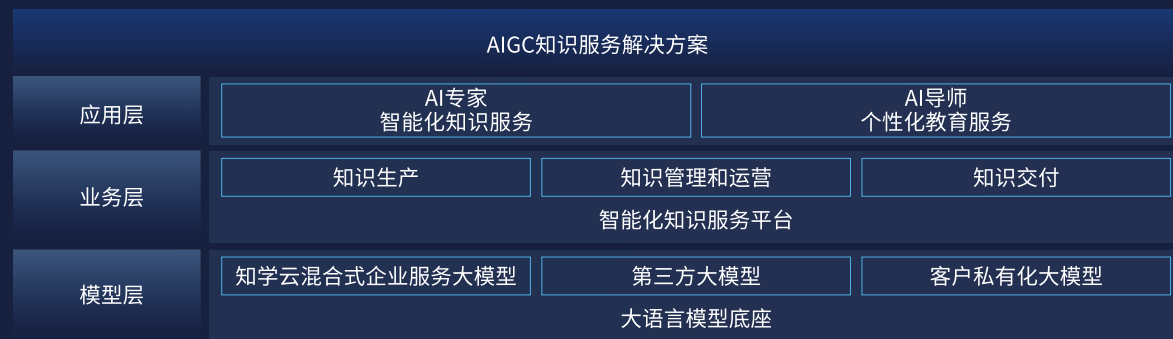 AIGC知识服务解决方案
应用层
AI专家
智能化知识服务
AI导师
个性化教育服务
业务层
知识生产
知识管理和运营
知识交付
智能化知识服务平台
模型层
知学云混合式企业服务大模型
第三方大模型
客户私有化大模型
大语言模型底座